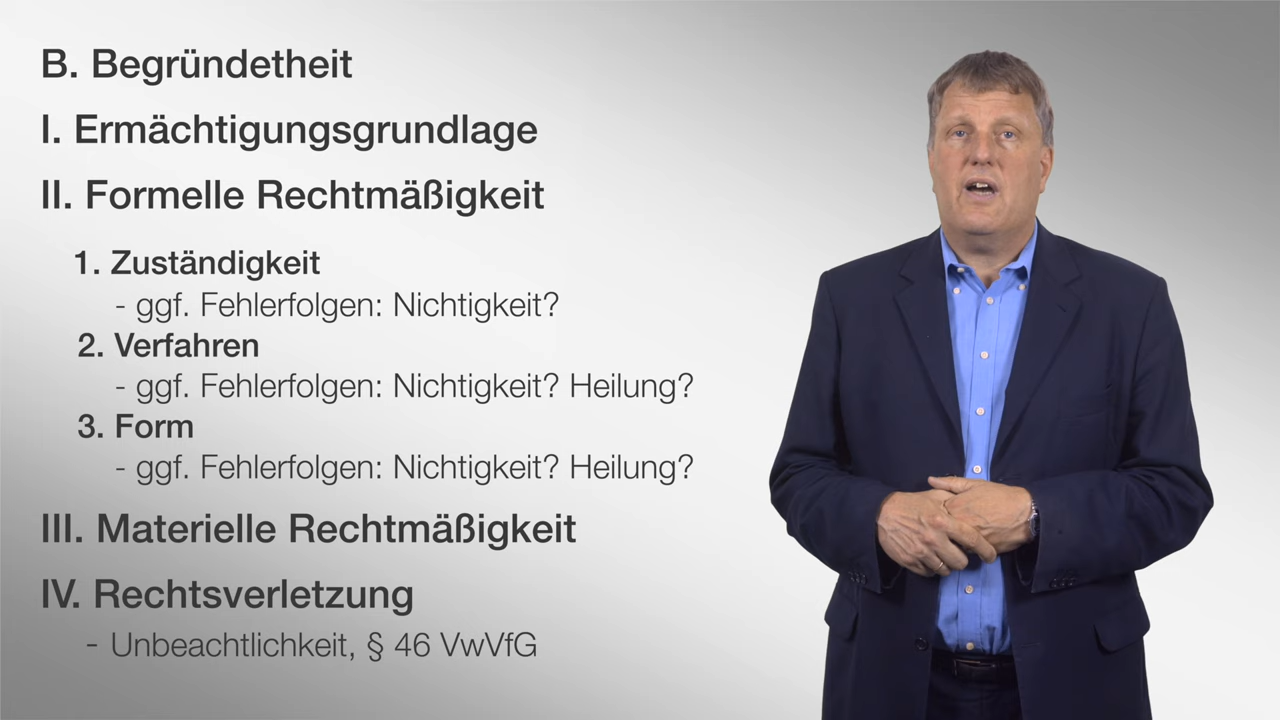 B. Begründetheit
I. Ermächtigungsgrundlage
II. Formelle Rechtmäßigkeit
1. Zuständigkeit
- ggf. Fehlerfolgen: Nichtigkeit?
2. Verfahren
- ggf. Fehlerfolgen: Nichtigkeit? Heilung?
3. Form
- ggf. Fehlerfolgen: Nichtigkeit? Heilung?
III. Materielle Rechtmäßigkeit
IV. Rechtsverletzung
- Unbeachtlichkeit, § 46 VwVfG